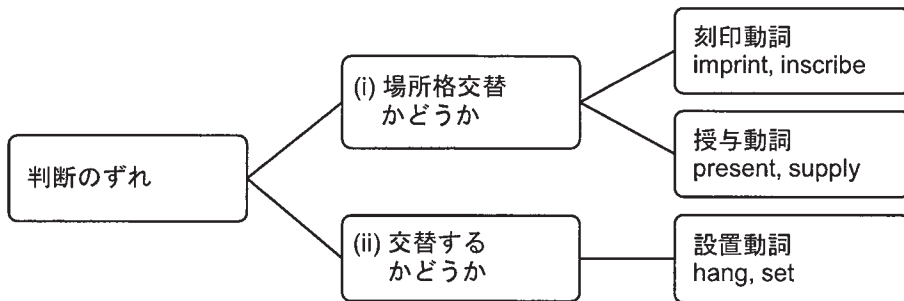 判断のずれ
(i) 場所格交替
かどうか
刻印動詞
imprint, inscribe
授与動詞
present, supply
(ii) 交替する
かどうか
設置動詞
hang, set